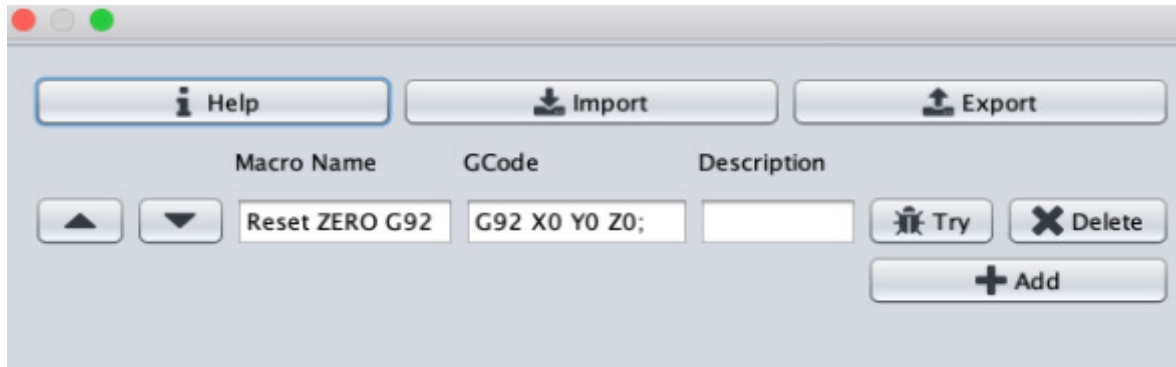 Help Import Export
Macro Name GCode Description
Reset ZERO G92 G92 X0 Y0 Z0; Try Delete
Add